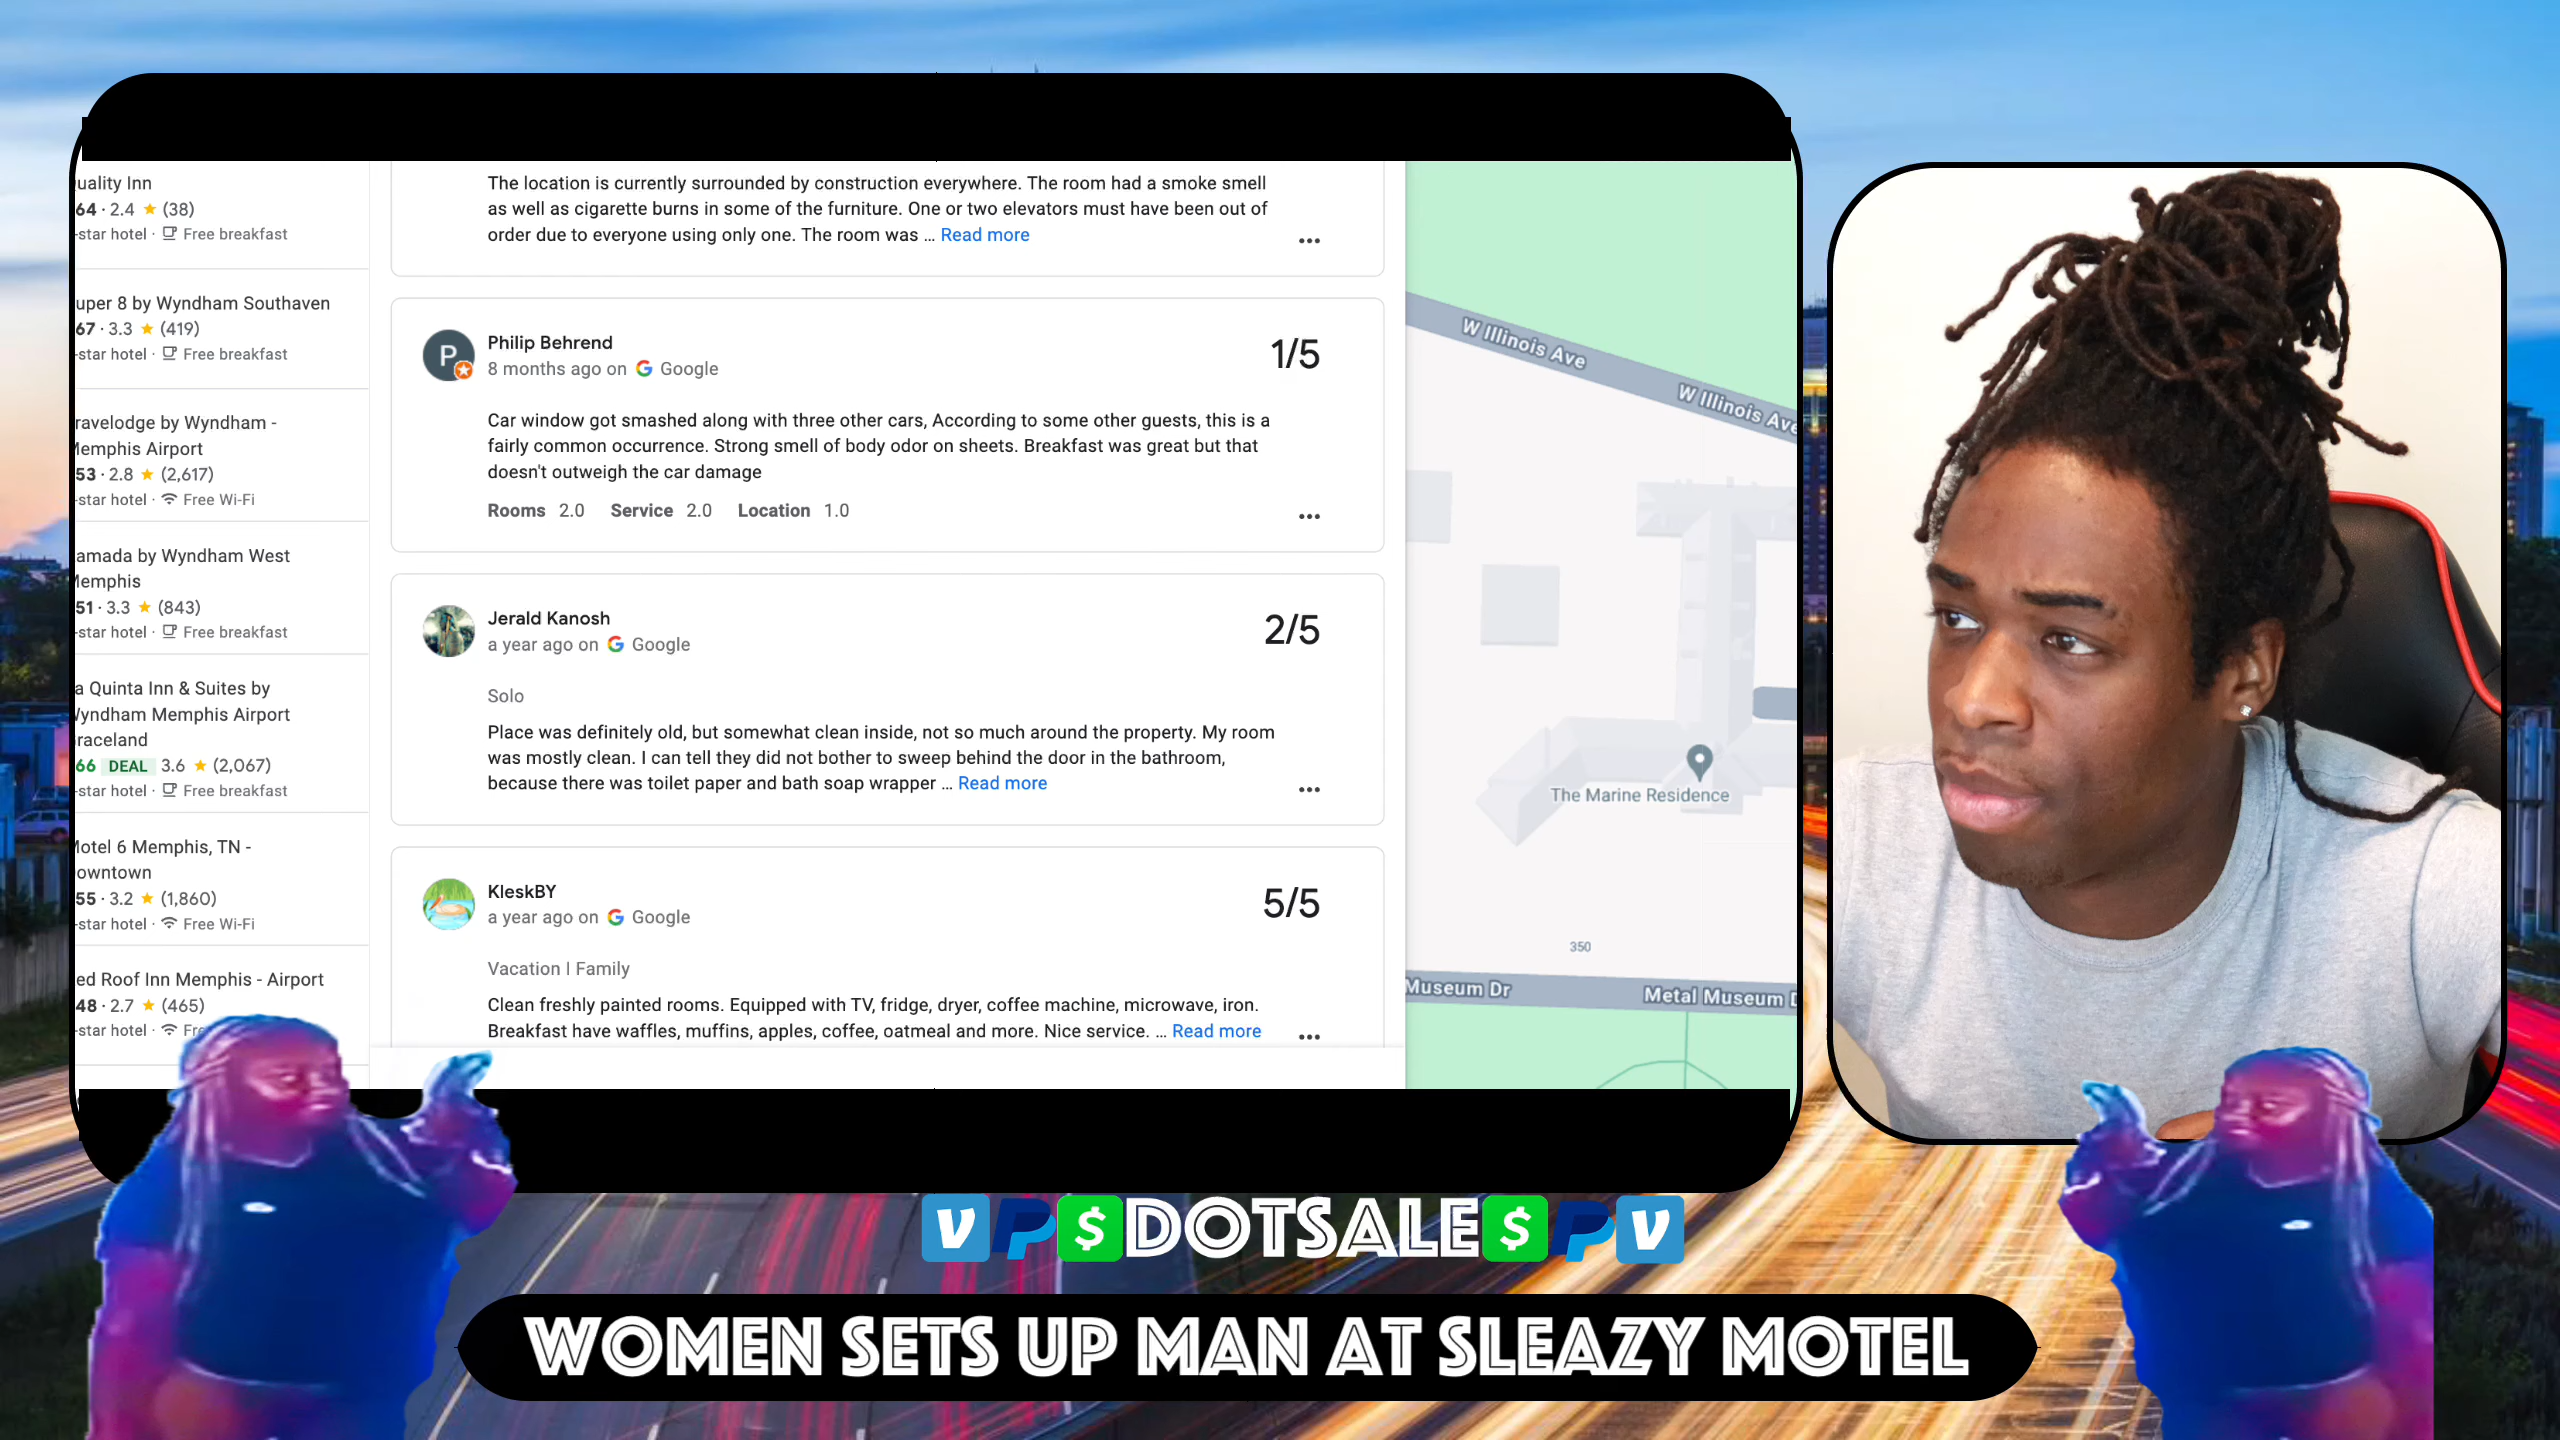 uality Inn
64 · 2.4 ★ (38)
-star hotel · Free breakfast
uper 8 by Wyndham Southaven
67 · 3.3 ★ (419)
-star hotel · Free breakfast
ravelodge by Wyndham -
Memphis Airport
53 · 2.8 ★ (2,617)
-star hotel · Free Wi-Fi
amada by Wyndham West
Memphis
51 · 3.3 ★ (843)
-star hotel · Free breakfast
a Quinta Inn & Suites by
Wyndham Memphis Airport
raceland
66 DEAL 3.6 ★ (2,067)
-star hotel · Free breakfast
Motel 6 Memphis, TN -
owntown
55 · 3.2 ★ (1,860)
-star hotel · Free Wi-Fi
ed Roof Inn Memphis - Airport
48 · 2.7 ★ (465)
-star hotel · Fre
The location is currently surrounded by construction everywhere. The room had a smoke smell
as well as cigarette burns in some of the furniture. One or two elevators must have been out of
order due to everyone using only one. The room was ... Read more
P
Philip Behrend
8 months ago on G Google
1/5
Car window got smashed along with three other cars, According to some other guests, this is a
fairly common occurrence. Strong smell of body odor on sheets. Breakfast was great but that
doesn't outweigh the car damage
Rooms 2.0 Service 2.0 Location 1.0
Jerald Kanosh
a year ago on G Google
2/5
Solo
Place was definitely old, but somewhat clean inside, not so much around the property. My room
was mostly clean. I can tell they did not bother to sweep behind the door in the bathroom,
because there was toilet paper and bath soap wrapper ... Read more
KleskBY
a year ago on G Google
5/5
Vacation | Family
Clean freshly painted rooms. Equipped with TV, fridge, dryer, coffee machine, microwave, iron.
Breakfast have waffles, muffins, apples, coffee, oatmeal and more. Nice service. ... Read more
W Illinois Ave
W Illinois Ave
The Marine Residence
350
Museum Dr
Metal Museum D
V P $ DOTSALE $ P V
WOMEN SETS UP MAN AT SLEAZY MOTEL